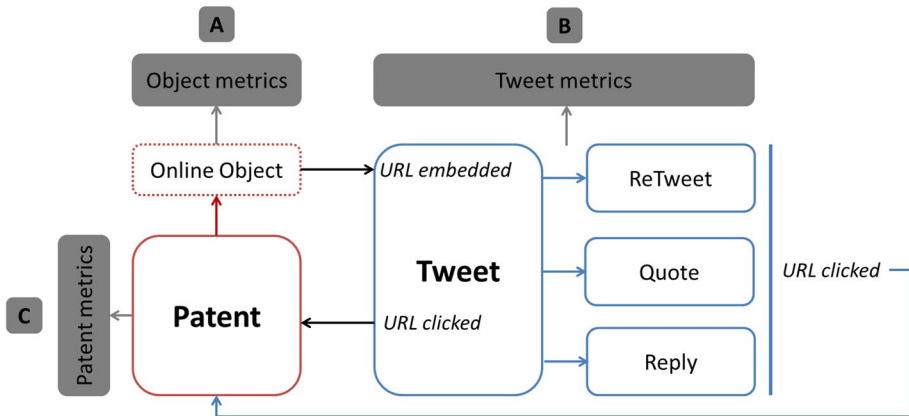 A
B
Object metrics
Tweet metrics
Online Object
URL embedded
ReTweet
Patent metrics
C
Patent
Tweet
Quote
URL clicked
URL clicked
Reply